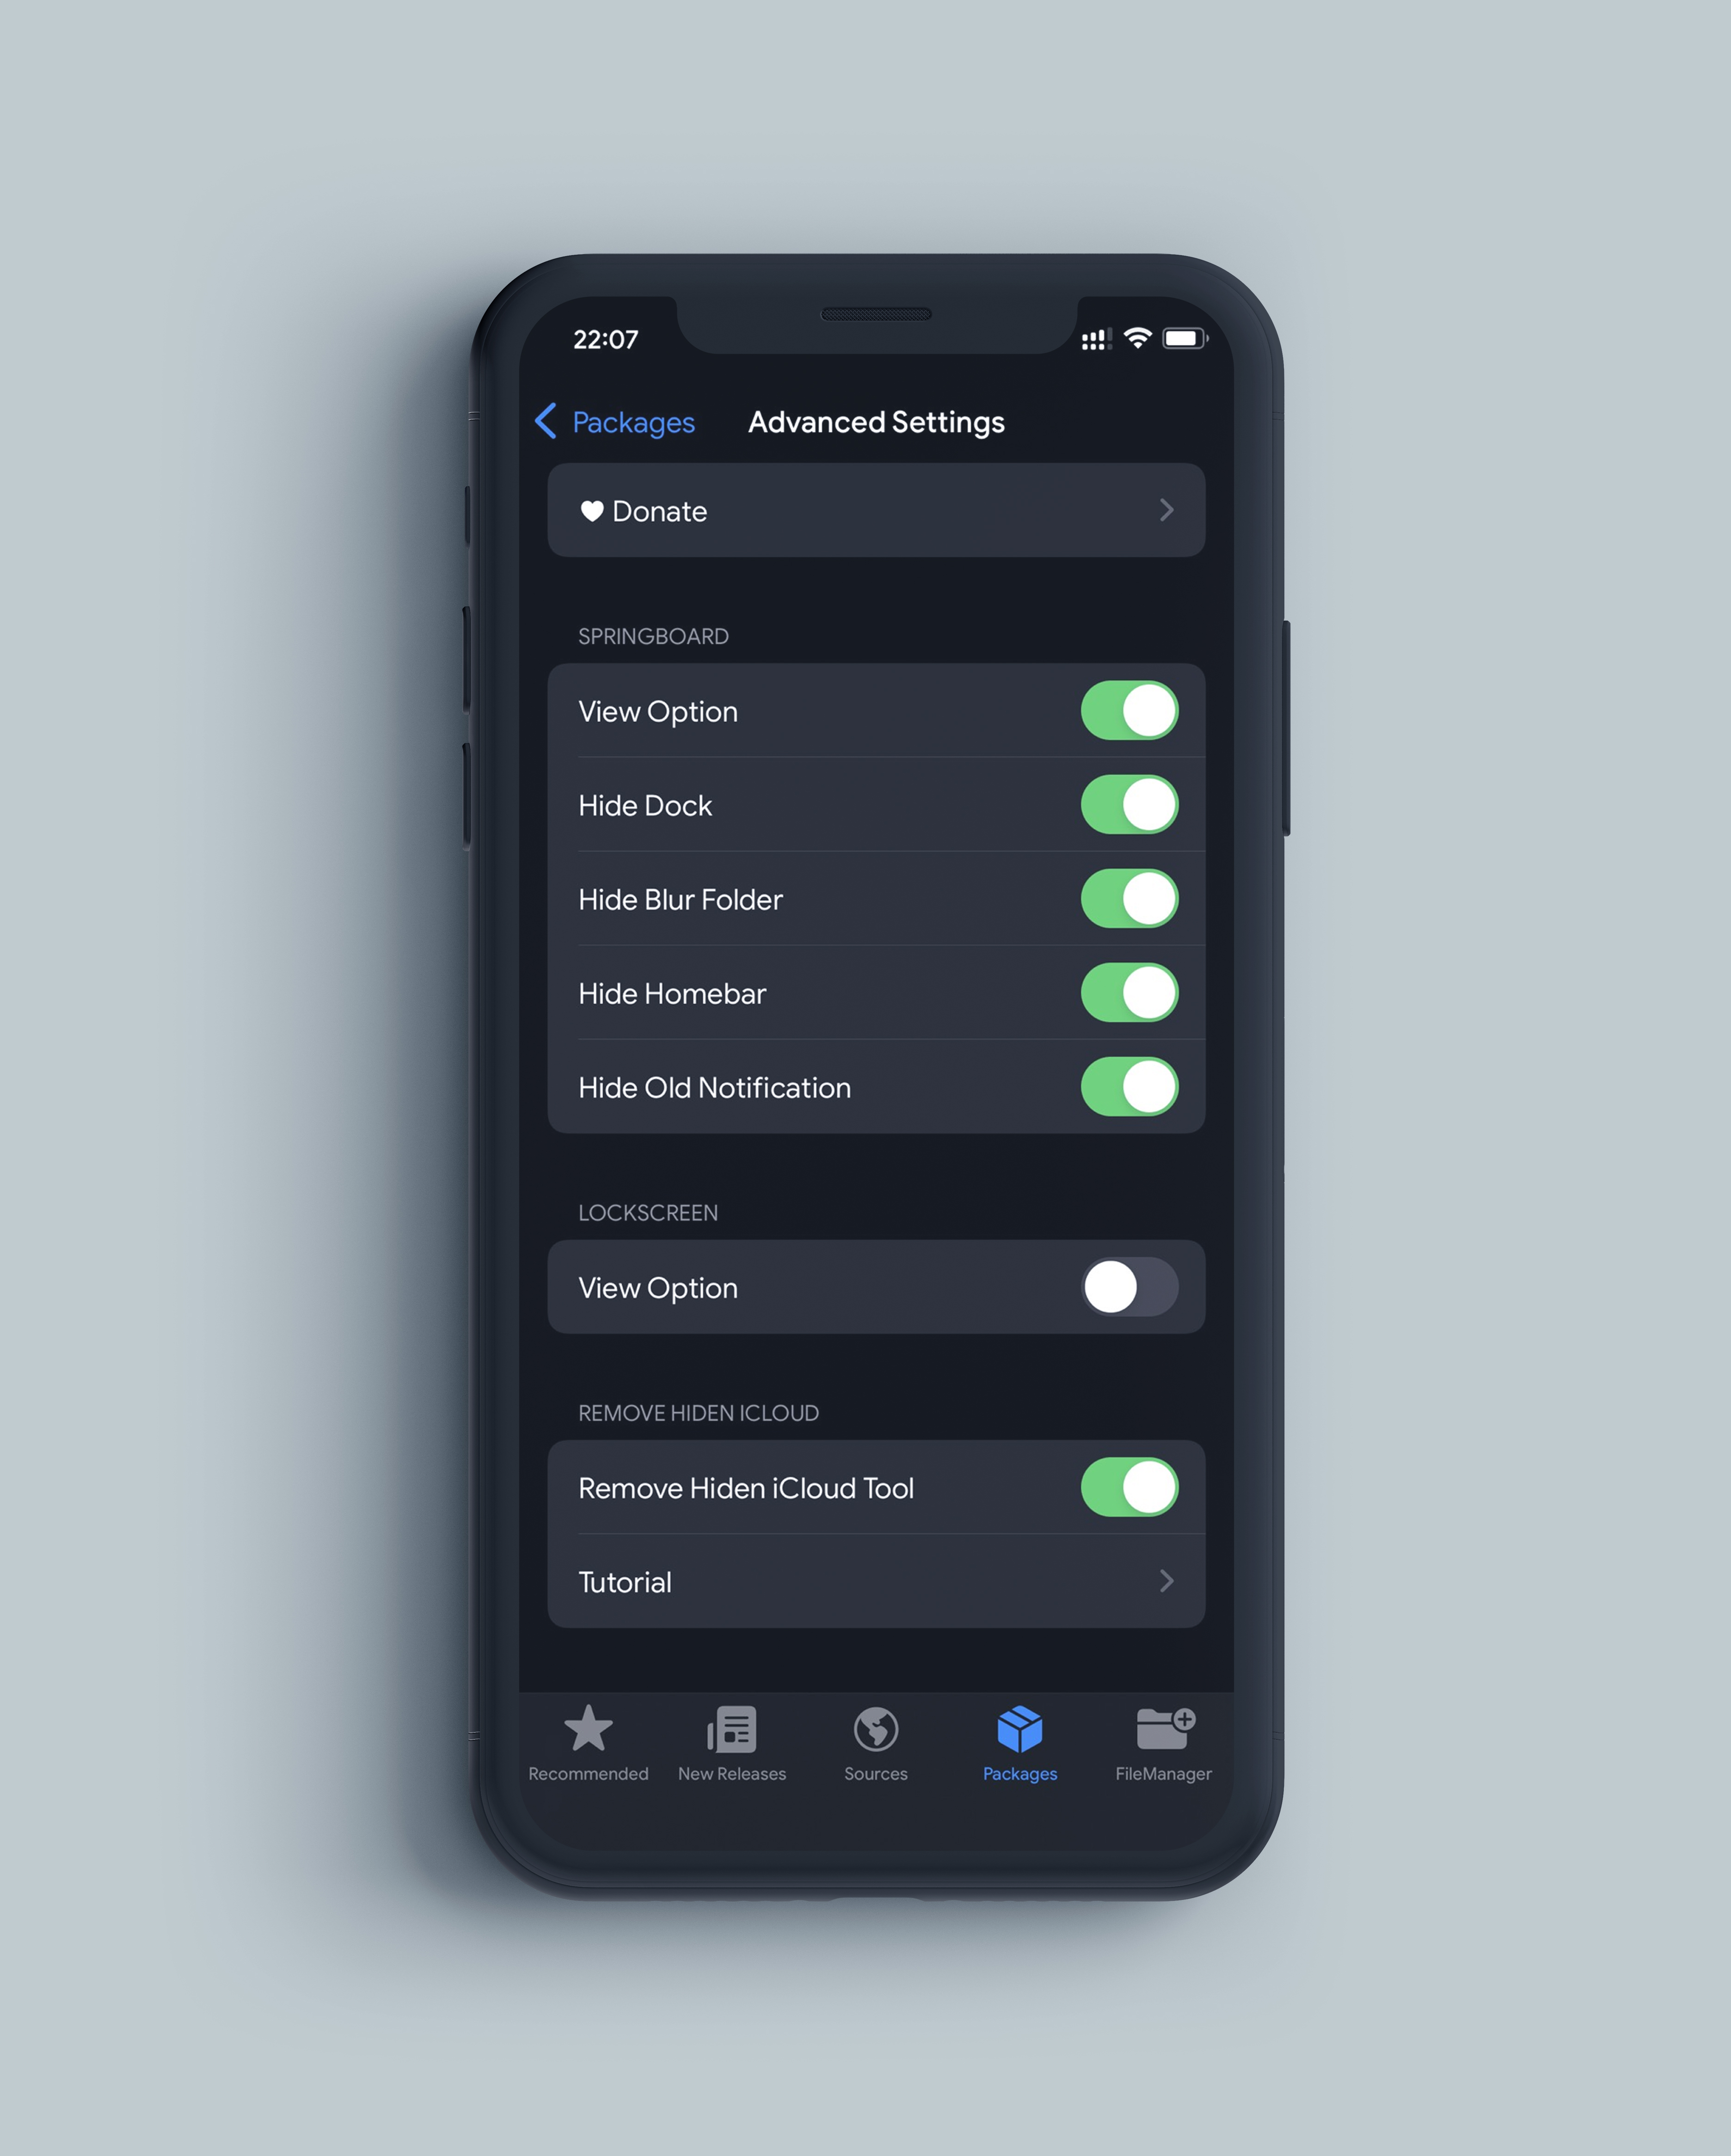 22:07
Packages
Advanced Settings
Donate
SPRINGBOARD
View Option
Hide Dock
Hide Blur Folder
Hide Homebar
Hide Old Notification
LOCKSCREEN
View Option
REMOVE HIDEN ICLOUD
Remove Hiden iCloud Tool
Tutorial
Recommended
New Releases
Sources
Packages
FileManager